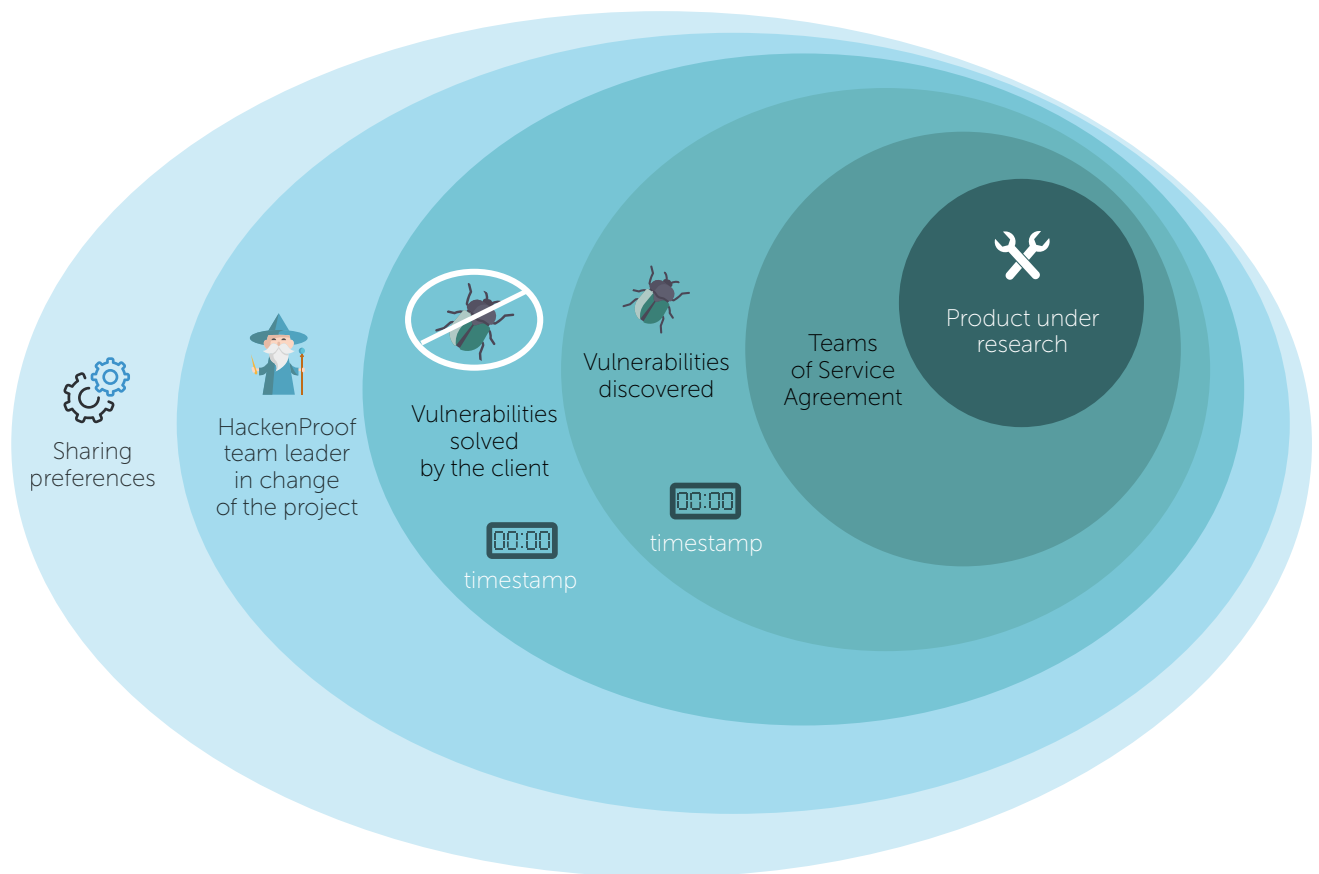 Sharing
preferences
HackenProof
team leader
in change
of the project
Vulnerabilities
solved
by the client
00:00
timestamp
Vulnerabilities
discovered
00:00
timestamp
Teams
of Service
Agreement
Product under
research